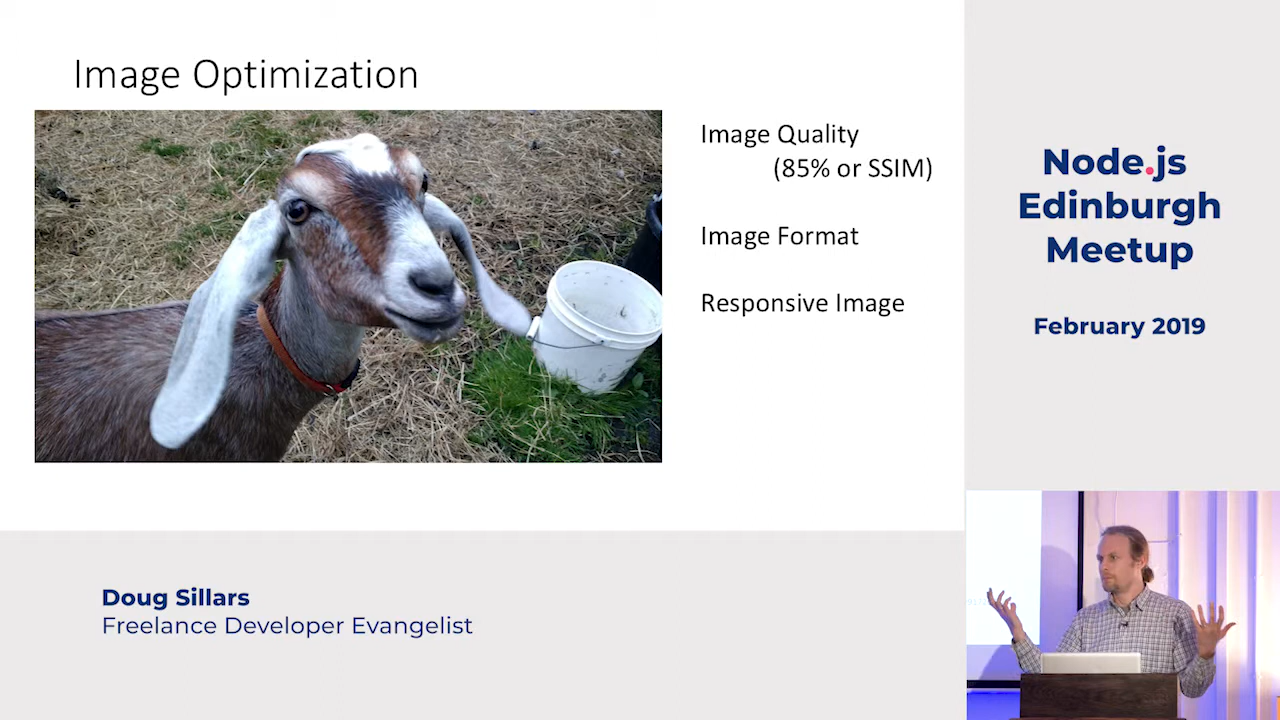 Image Optimization
Image Quality
(85% or SSIM)
Image Format
Responsive Image
Node.js
Edinburgh
Meetup
February 2019
Doug Sillars
Freelance Developer Evangelist